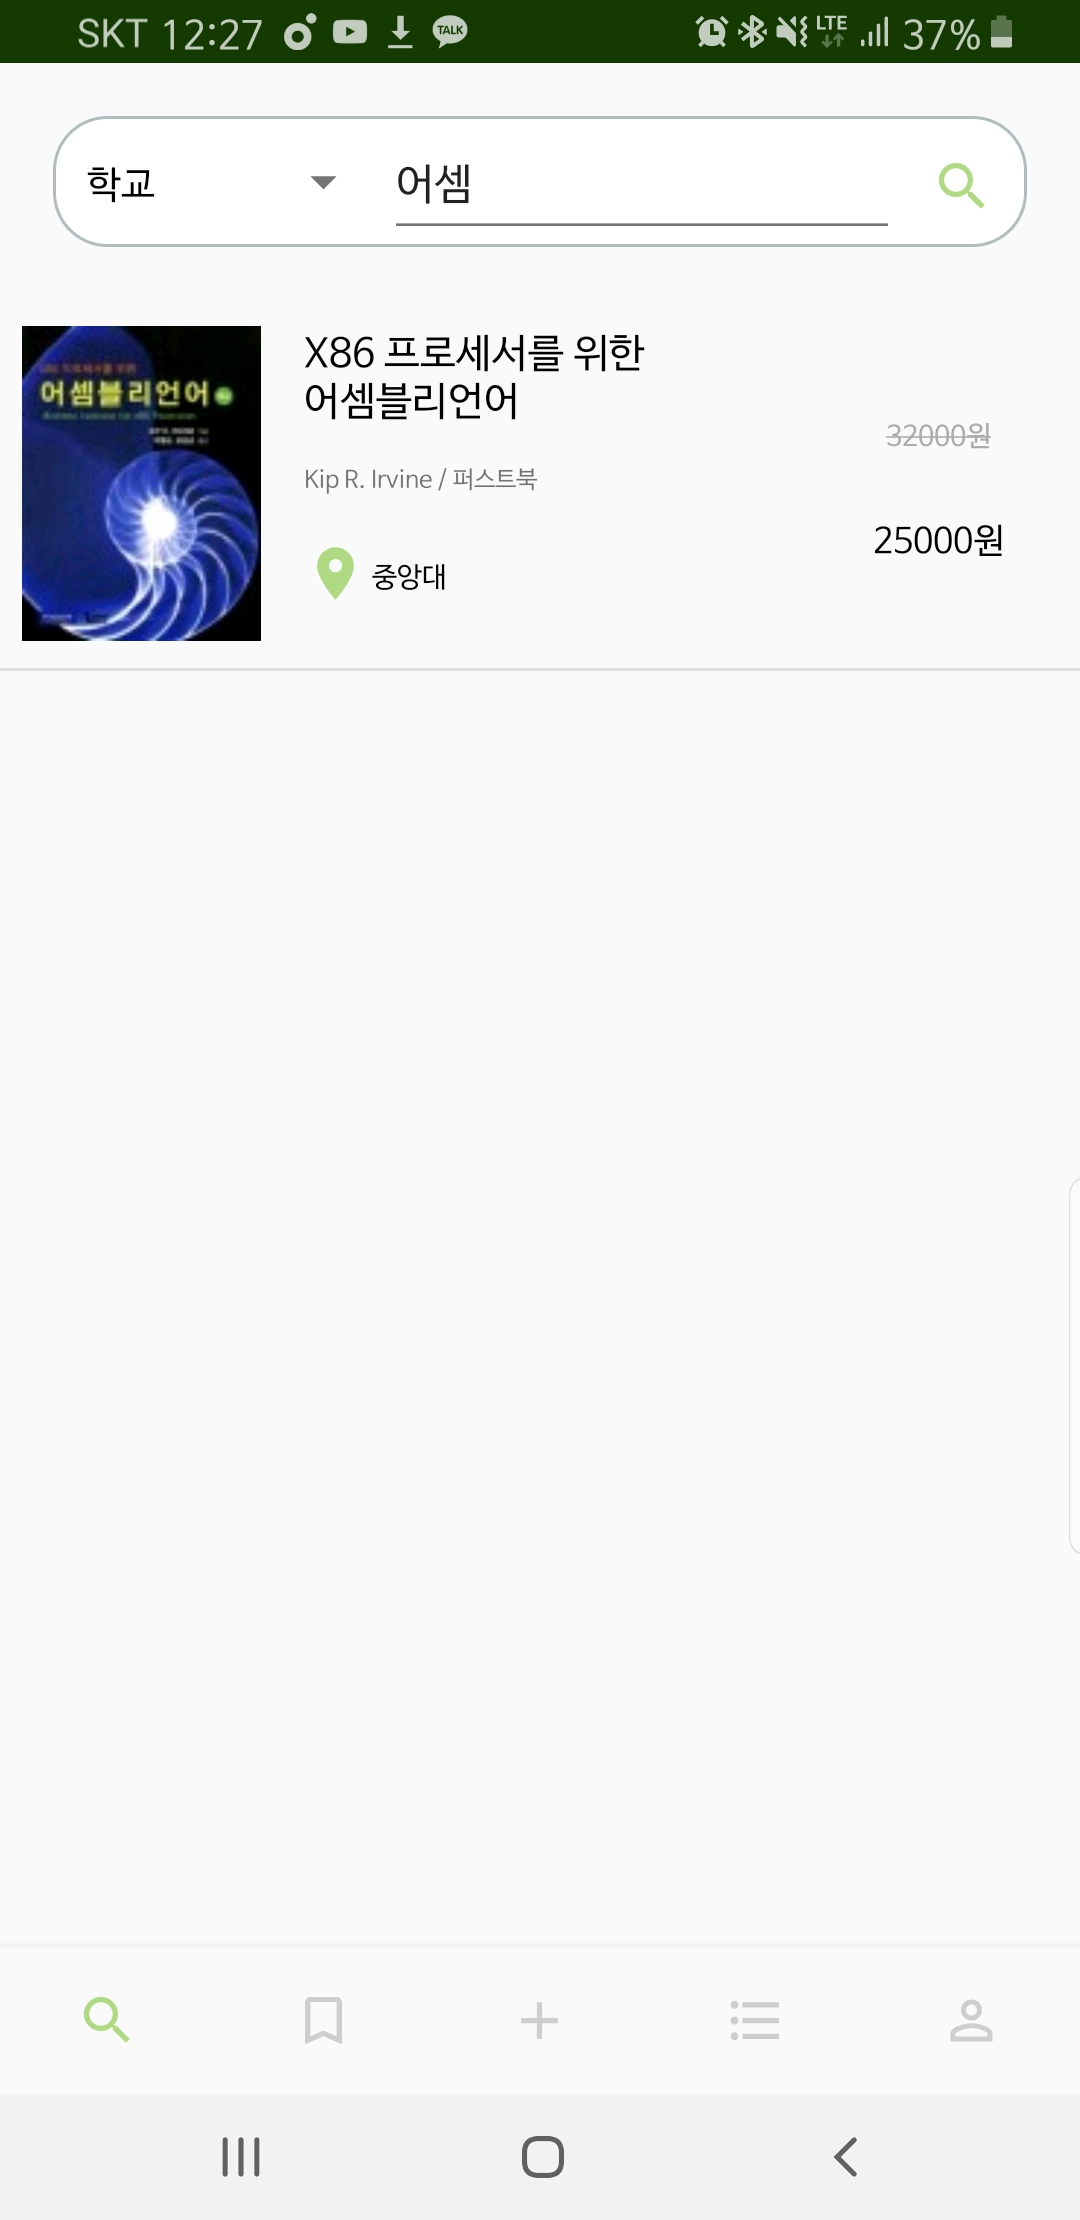 SKT 12:27 TALK LTE 37%
학교 어셈
X86 프로세서를 위한
어셈블리언어
어셈블리언어
32000원
Kip R. Irvine / 퍼스트북
25000원
중앙대